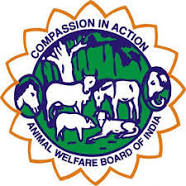 COMPASSION IN ACTION
ANIMAL WELFARE BOARD OF INDIA